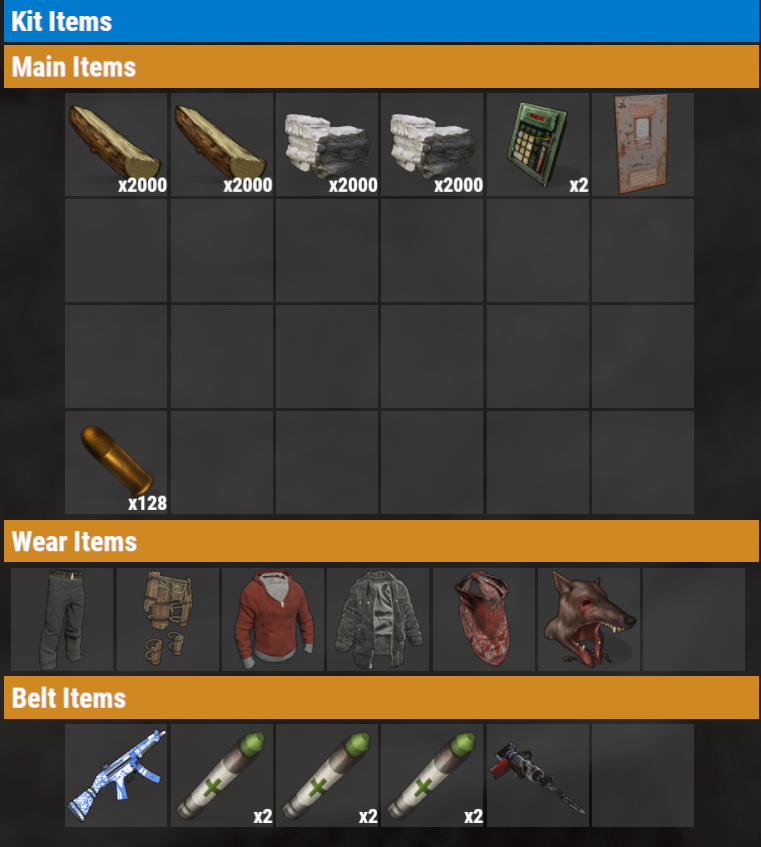 Kit Items
Main Items
x2000 x2000 x2000 x2000 x2
x128
Wear Items
Belt Items
x2 x2 x2